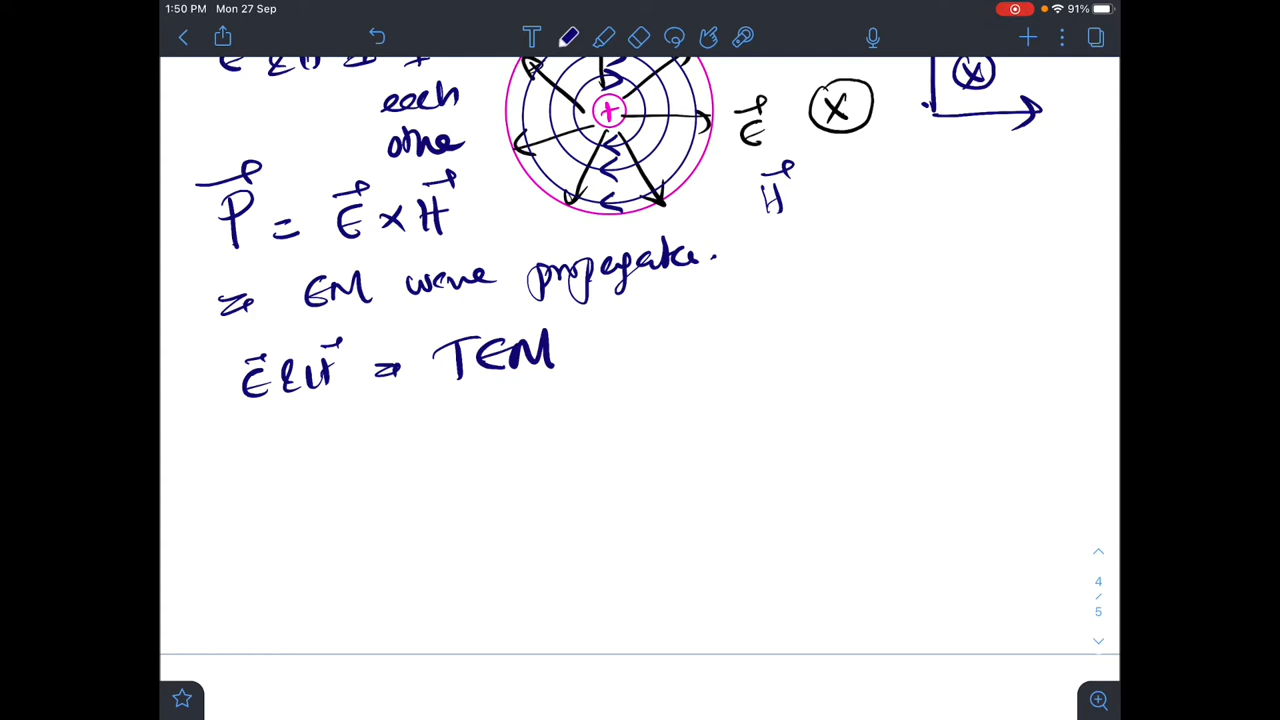 1:50 PM Mon 27 Sep
91%
T
each
other
+
E⃗
X
X
H⃗
P⃗ = E⃗ × H⃗
⇒ EM wave propagate.
E⃗ & H⃗ ⇒ TEM
4
5